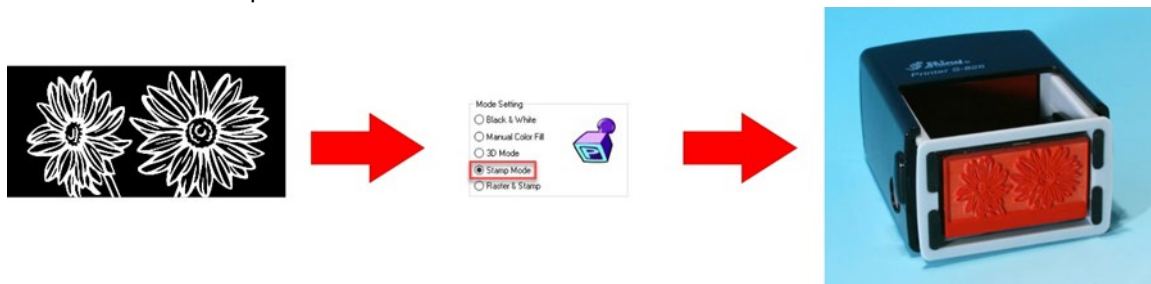 Mode Setting
Black & White
Manual Color Fill
3D Mode
Stamp Mode
Raster & Stamp
P
Shiny
Printer S-826